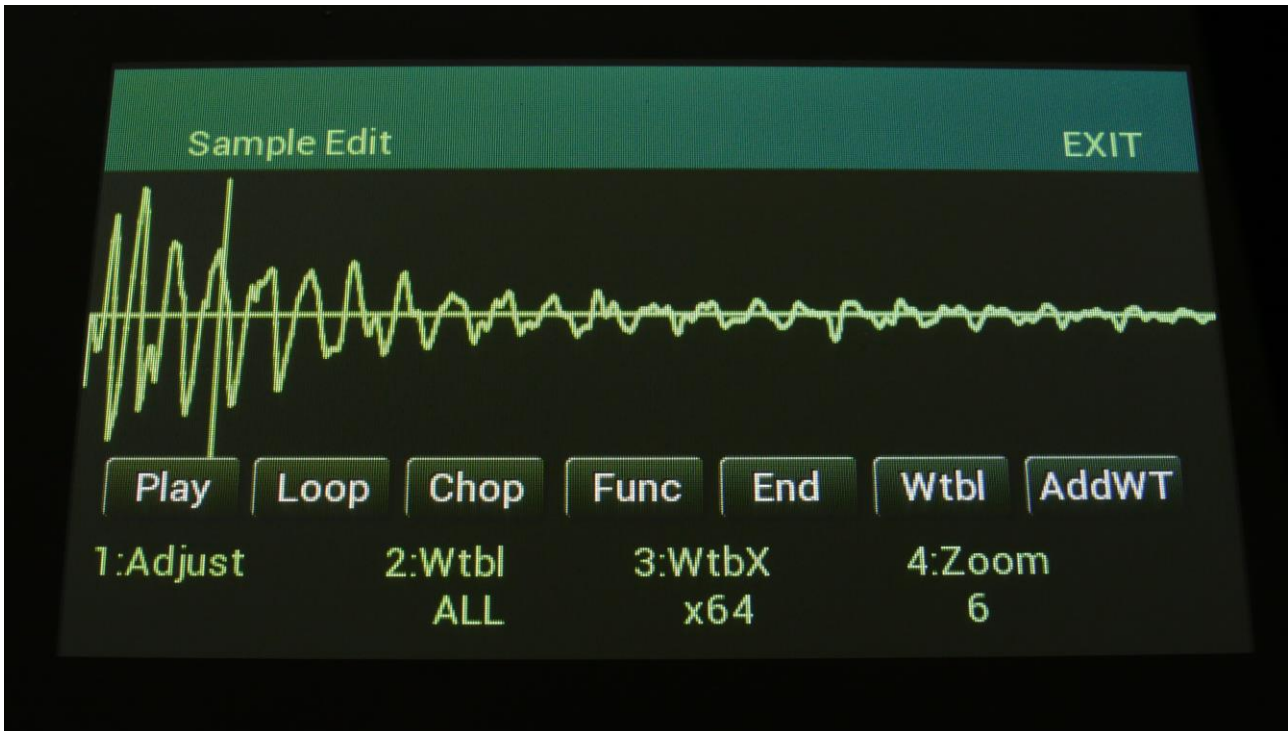 Sample Edit EXIT
Play Loop Chop Func End Wtbl AddWT
1:Adjust 2:Wtbl 3:WtbX 4:Zoom
ALL x64 6